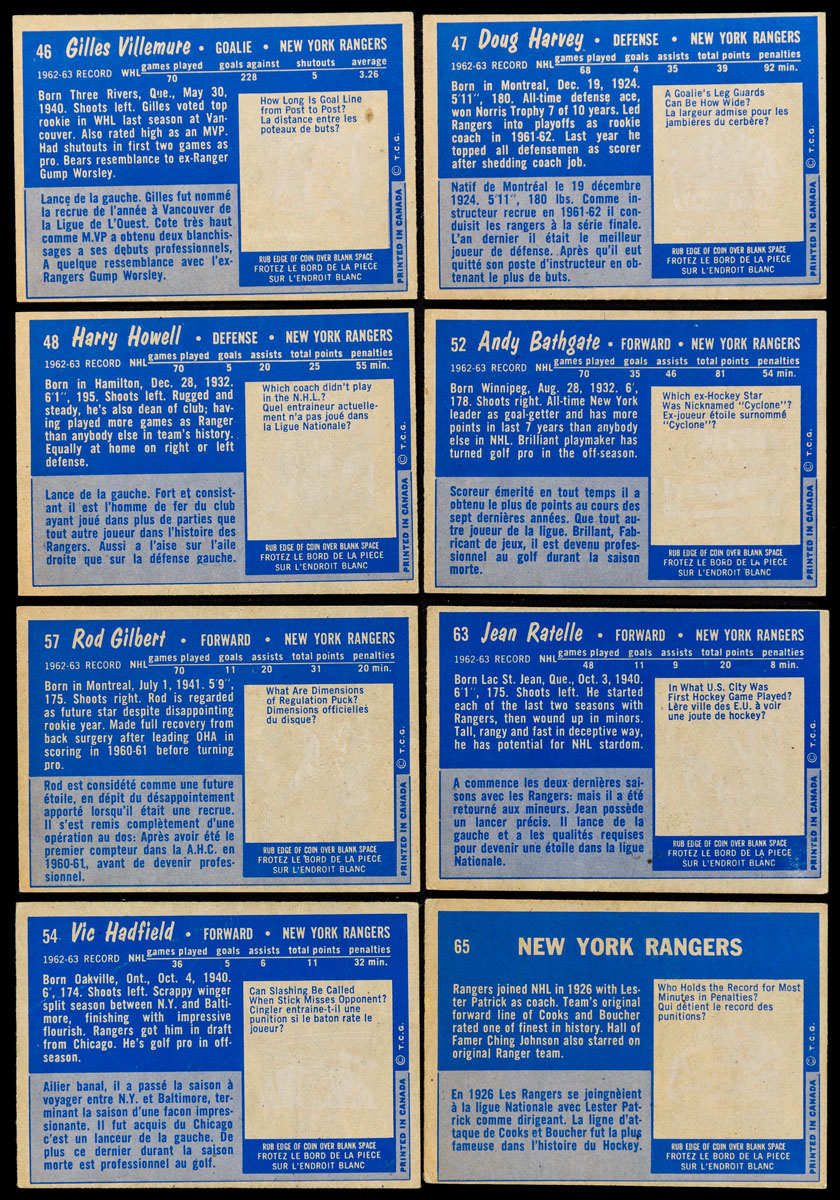 46 Gilles Villemure • GOALIE • NEW YORK RANGERS
games played goals against shutouts average
1962-63 RECORD WHL 70 228 5 3.26
Born Three Rivers, Que., May 30,
1940. Shoots left. Gilles voted top
rookie in WHL last season at Van-
couver. Also rated high as an MVP.
Had shutouts in first two games as
pro. Bears resemblance to ex-Ranger
Gump Worsley.
Lance de la gauche. Gilles fut nommé
la recrue de l'année à Vancouver de
la Ligue de L'Ouest. Cote très haut
comme M.VP a obtenu deux blanchis-
sages a ses débuts professionnels,
A quelque ressemblance avec l'ex-
Rangers Gump Worsley.
How Long Is Goal Line
from Post to Post?
La distance entre les
poteaux de buts?
RUB EDGE OF COIN OVER BLANK SPACE
FROTEZ LE BORD DE LA PIECE
SUR L'ENDROIT BLANC
PRINTED IN CANADA © T.C.G.
47 Doug Harvey • DEFENSE • NEW YORK RANGERS
games played goals assists total points penalties
1962-63 RECORD NHL 68 4 35 39 92 min.
Born in Montreal, Dec. 19, 1924.
5'11", 180. All-time defense ace,
won Norris Trophy 7 of 10 years. Led
Rangers into playoffs as rookie
coach in 1961-62. Last year he
topped all defensemen as scorer
after shedding coach job.
Natif de Montréal le 19 décembre
1924. 5'11", 180 lbs. Comme in-
structeur recrue en 1961-62 il con-
duisit les rangers à la série finale.
L'an dernier il était le meilleur
joueur de défense. Après qu'il eut
quitté son poste d'instructeur en ob-
tenant le plus de buts.
A Goalie's Leg Guards
Can Be How Wide?
La largeur admise pour les
jambières du cerbère?
RUB EDGE OF COIN OVER BLANK SPACE
FROTEZ LE BORD DE LA PIECE
SUR L'ENDROIT BLANC
PRINTED IN CANADA © T.C.G.
48 Harry Howell • DEFENSE • NEW YORK RANGERS
games played goals assists total points penalties
1962-63 RECORD NHL 70 5 20 25 55 min.
Born in Hamilton, Dec. 28, 1932.
6'1", 195. Shoots left. Rugged and
steady, he's also dean of club; hav-
ing played more games as Ranger
than anybody else in team's history.
Equally at home on right or left
defense.
Lance de la gauche. Fort et consist-
ant il est l'homme de fer du club
ayant joué dans plus de parties que
tout autre joueur dans l'histoire des
Rangers. Aussi a l'aise sur l'aile
droite que sur la défense gauche.
Which coach didn't play
in the N.H.L.?
Quel entraineur actuelle-
ment n'a pas joué dans
la Ligue Nationale?
RUB EDGE OF COIN OVER BLANK SPACE
FROTEZ LE BORD DE LA PIECE
SUR L'ENDROIT BLANC
PRINTED IN CANADA © T.C.G.
52 Andy Bathgate • FORWARD • NEW YORK RANGERS
games played goals assists total points penalties
1962-63 RECORD NHL 70 35 46 81 54 min.
Born Winnipeg, Aug. 28, 1932. 6',
178. Shoots right. All-time New York
leader as goal-getter and has more
points in last 7 years than anybody
else in NHL. Brilliant playmaker has
turned golf pro in the off-season.
Scoreur émerité en tout temps il a
obtenu le plus de points au cours des
sept dernières années. Que tout au-
tre joueur de la ligue. Brillant, Fab-
ricant de jeux, il est devenu profes-
sionnel au golf durant la saison
morte.
Which ex-Hockey Star
Was Nicknamed "Cyclone"?
Ex-joueur étoile surnommé
"Cyclone"?
RUB EDGE OF COIN OVER BLANK SPACE
FROTEZ LE BORD DE LA PIECE
SUR L'ENDROIT BLANC
PRINTED IN CANADA © T.C.G.
57 Rod Gilbert • FORWARD • NEW YORK RANGERS
games played goals assists total points penalties
1962-63 RECORD NHL 70 11 20 31 20 min.
Born in Montreal, July 1, 1941. 5'9",
175. Shoots right. Rod is regarded
as future star despite disappointing
rookie year. Made full recovery from
back surgery after leading OHA in
scoring in 1960-61 before turning
pro.
Rod est considété comme une future
étoile, en dépit du désappointement
apporté lorsqu'il était une recrue.
Il s'est remis complètement d'une
opération au dos: Après avoir été le
premier compteur dans la A.H.C. en
1960-61, avant de devenir profes-
sionnel.
What Are Dimensions
of Regulation Puck?
Dimensions officielles
du disque?
RUB EDGE OF COIN OVER BLANK SPACE
FROTEZ LE BORD DE LA PIECE
SUR L'ENDROIT BLANC
PRINTED IN CANADA © T.C.G.
63 Jean Ratelle • FORWARD • NEW YORK RANGERS
games played goals assists total points penalties
1962-63 RECORD NHL 48 11 9 20 8 min.
Born Lac St. Jean, Que., Oct. 3, 1940.
6'1", 175. Shoots left. He started
each of the last two seasons with
Rangers, then wound up in minors.
Tall, rangy and fast in deceptive way,
he has potential for NHL stardom.
A commence les deux dernières sai-
sons avec les Rangers: mais il a été
retourné aux mineurs. Jean possède
un lancer précis. Il lance de la
gauche et a les qualités requises
pour devenir une étoile dans la ligue
Nationale.
In What U.S. City Was
First Hockey Game Played?
Lère ville des E.U. à voir
une joute de hockey?
RUB EDGE OF COIN OVER BLANK SPACE
FROTEZ LE BORD DE LA PIECE
SUR L'ENDROIT BLANC
PRINTED IN CANADA © T.C.G.
54 Vic Hadfield • FORWARD • NEW YORK RANGERS
games played goals assists total points penalties
1962-63 RECORD NHL 36 5 6 11 32 min.
Born Oakville, Ont., Oct. 4, 1940.
6', 174. Shoots left. Scrappy winger
split season between N.Y. and Balti-
more, finishing with impressive
flourish. Rangers got him in draft
from Chicago. He's golf pro in off-
season.
Ailier banal, il a passé la saison à
voyager entre N.Y. et Baltimore, ter-
minant la saison d'une facon impres-
sionante. Il fut acquis du Chicago
c'est un lanceur de la gauche. De
plus ce dernier durant la saison
morte est professionnel au golf.
Can Slashing Be Called
When Stick Misses Opponent?
Cingler entraine-t-il une
punition si le baton rate le
joueur?
RUB EDGE OF COIN OVER BLANK SPACE
FROTEZ LE BORD DE LA PIECE
SUR L'ENDROIT BLANC
PRINTED IN CANADA © T.C.G.
65 NEW YORK RANGERS
Rangers joined NHL in 1926 with Les-
ter Patrick as coach. Team's original
forward line of Cooks and Boucher
rated one of finest in history. Hall of
Famer Ching Johnson also starred on
original Ranger team.
En 1926 Les Rangers se joingnèient
à la ligue Nationale avec Lester Pat-
rick comme dirigeant. La ligne d'at-
taque de Cooks et Boucher fut la plus
fameuse dans l'histoire du Hockey.
Who Holds the Record for Most
Minutes in Penalties?
Qui détient le record des
punitions?
RUB EDGE OF COIN OVER BLANK SPACE
FROTEZ LE BORD DE LA PIECE
SUR L'ENDROIT BLANC
PRINTED IN CANADA © T.C.G.